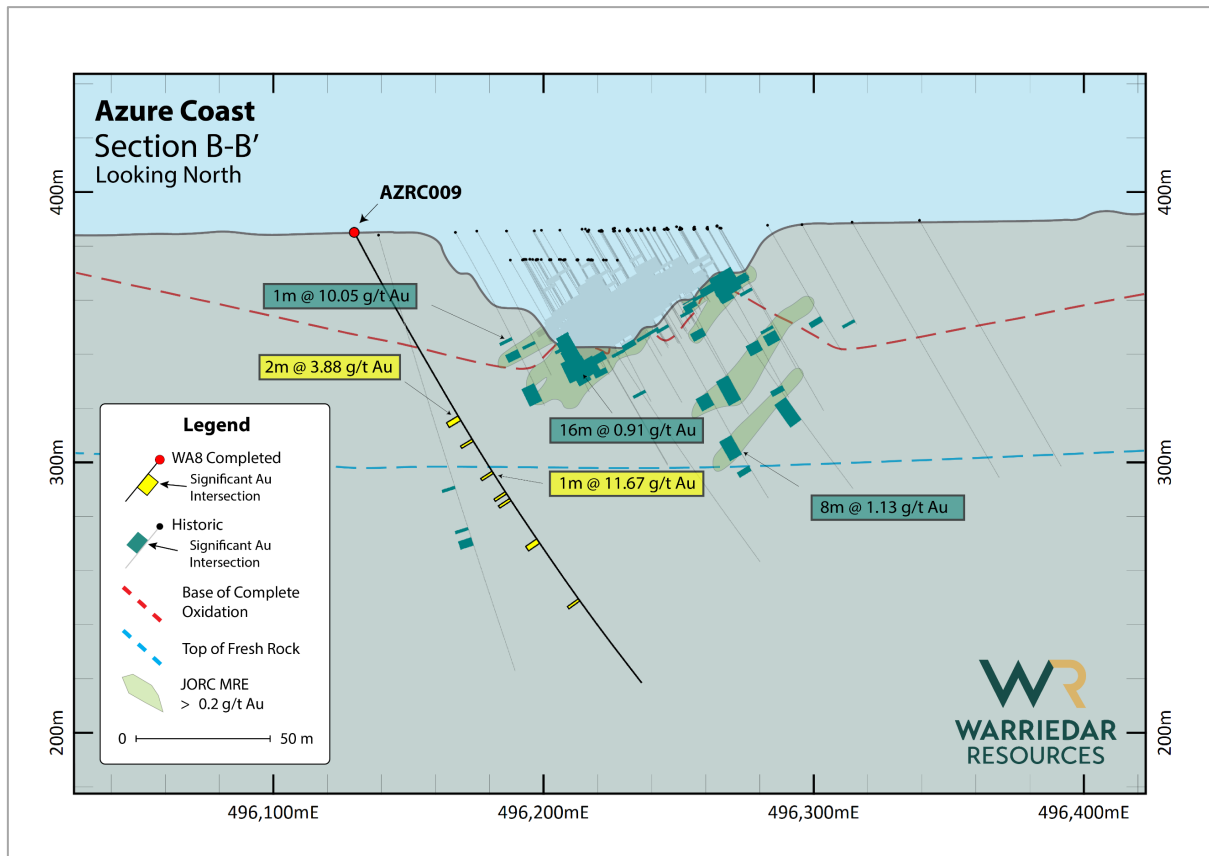 Azure Coast
Section B-B’
Looking North
400m
400m
AZRC009
1m @ 10.05 g/t Au
2m @ 3.88 g/t Au
16m @ 0.91 g/t Au
1m @ 11.67 g/t Au
8m @ 1.13 g/t Au
300m
300m
Legend
WA8 Completed
Significant Au
Intersection
Historic
Significant Au
Intersection
Base of Complete
Oxidation
Top of Fresh Rock
JORC MRE
> 0.2 g/t Au
0
50 m
200m
200m
WR
WARRIEDAR
RESOURCES
496,100mE
496,200mE
496,300mE
496,400mE